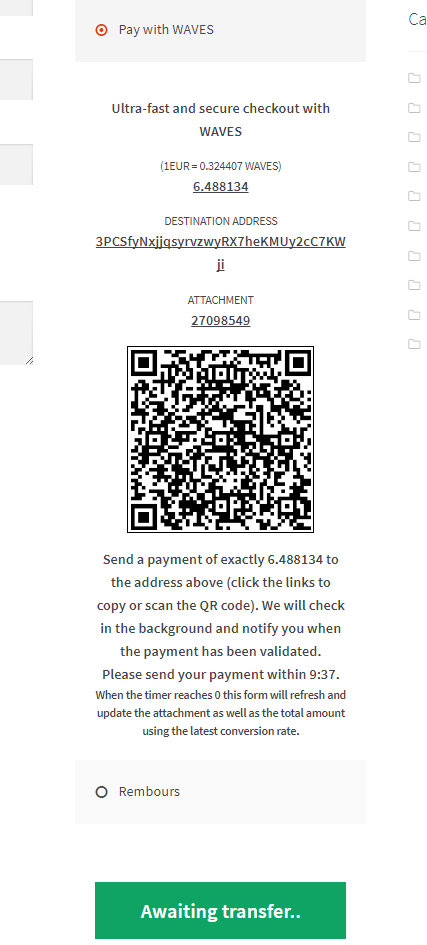 Ca
Pay with WAVES
Ultra-fast and secure checkout with
WAVES
(1EUR = 0.324407 WAVES)
6.488134
DESTINATION ADDRESS
3PCSfyNxjjqsyrvzwyRX7heKMUy2cC7KW
ji
ATTACHMENT
27098549
Send a payment of exactly 6.488134 to
the address above (click the links to
copy or scan the QR code). We will check
in the background and notify you when
the payment has been validated.
Please send your payment within 9:37.
When the timer reaches 0 this form will refresh and
update the attachment as well as the total amount
using the latest conversion rate.
Rembours
Awaiting transfer..